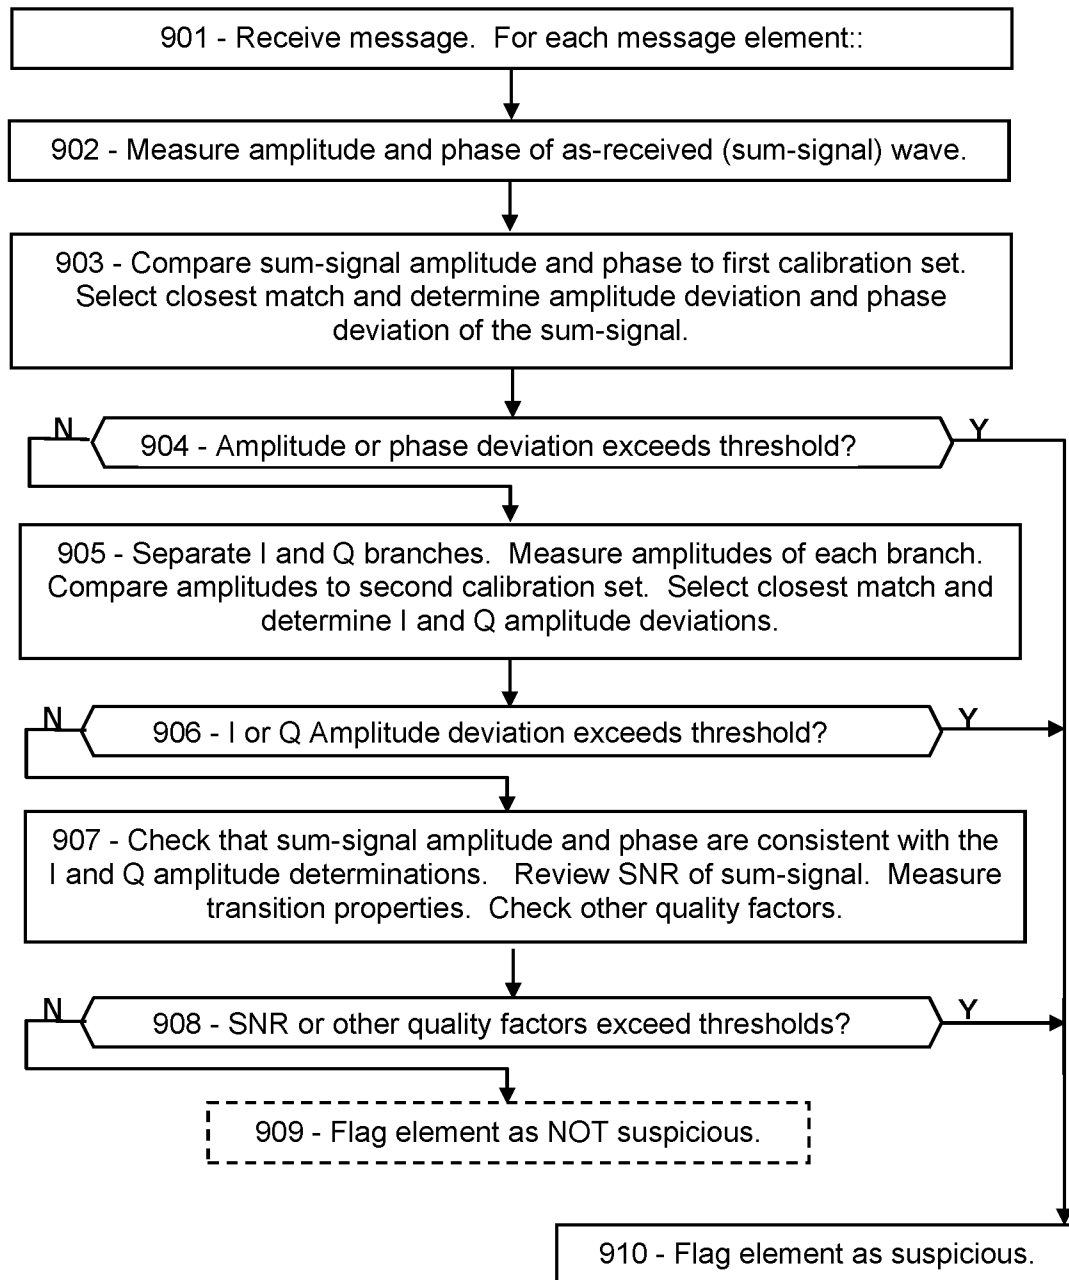 901 - Receive message.  For each message element::
902 - Measure amplitude and phase of as-received (sum-signal) wave.
903 - Compare sum-signal amplitude and phase to first calibration set.
Select closest match and determine amplitude deviation and phase
deviation of the sum-signal.
N
904 - Amplitude or phase deviation exceeds threshold?
Y
905 - Separate I and Q branches.  Measure amplitudes of each branch.
Compare amplitudes to second calibration set.  Select closest match and
determine I and Q amplitude deviations.
N
906 - I or Q Amplitude deviation exceeds threshold?
Y
907 - Check that sum-signal amplitude and phase are consistent with the
I and Q amplitude determinations.   Review SNR of sum-signal.  Measure
transition properties.  Check other quality factors.
N
908 - SNR or other quality factors exceed thresholds?
Y
909 - Flag element as NOT suspicious.
910 - Flag element as suspicious.